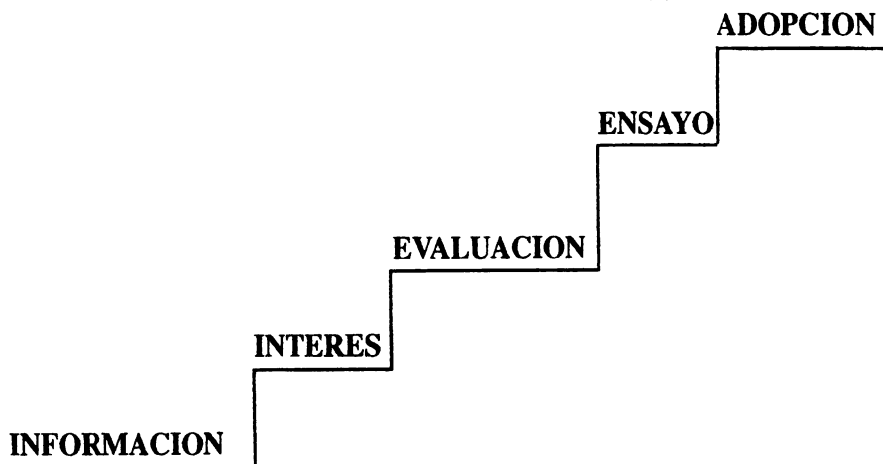 ADOPCION
ENSAYO
EVALUACION
INTERES
INFORMACION